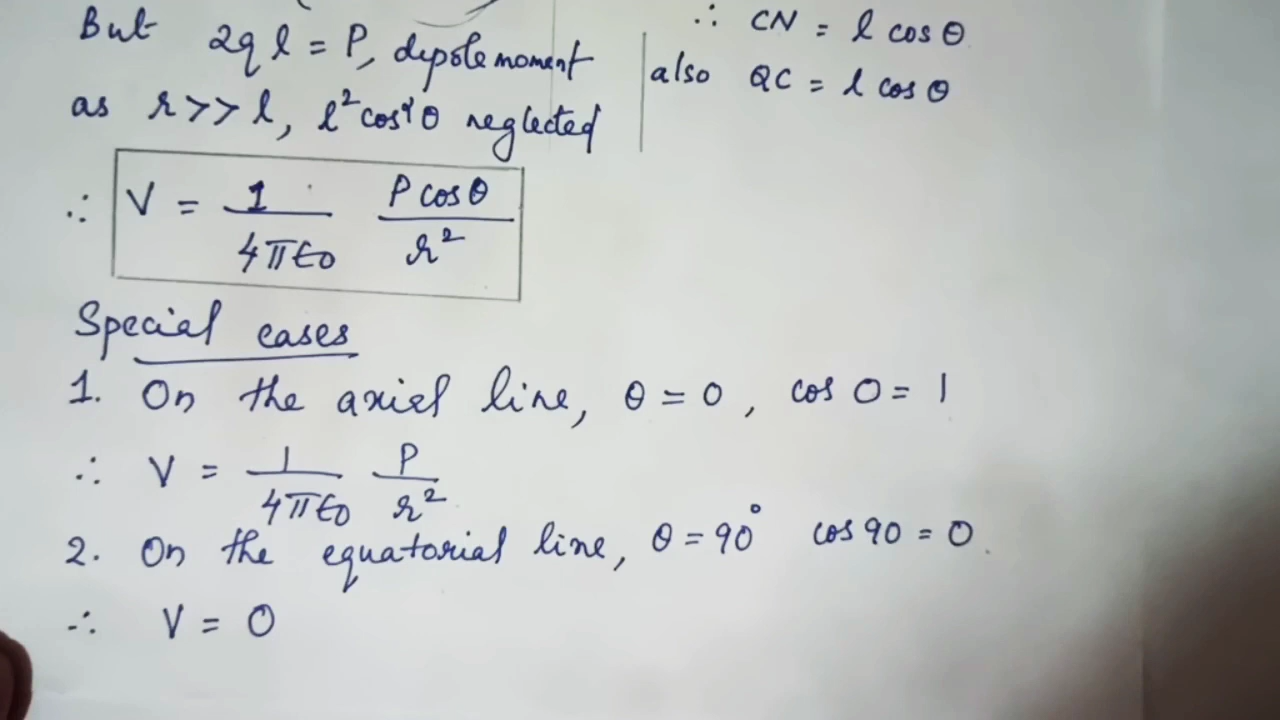 But 2ql = P, dipole moment
as r>>l, l²cos²θ neglected
∴ CN = l cos θ
also QC = l cos θ
∴ V = 1/4πε0 P cosθ/r²
Special cases
1. On the axial line, θ = 0, cos 0 = 1
∴ V = 1/4πε0 P/r²
2. On the equatorial line, θ = 90° cos 90 = 0.
∴ V = 0